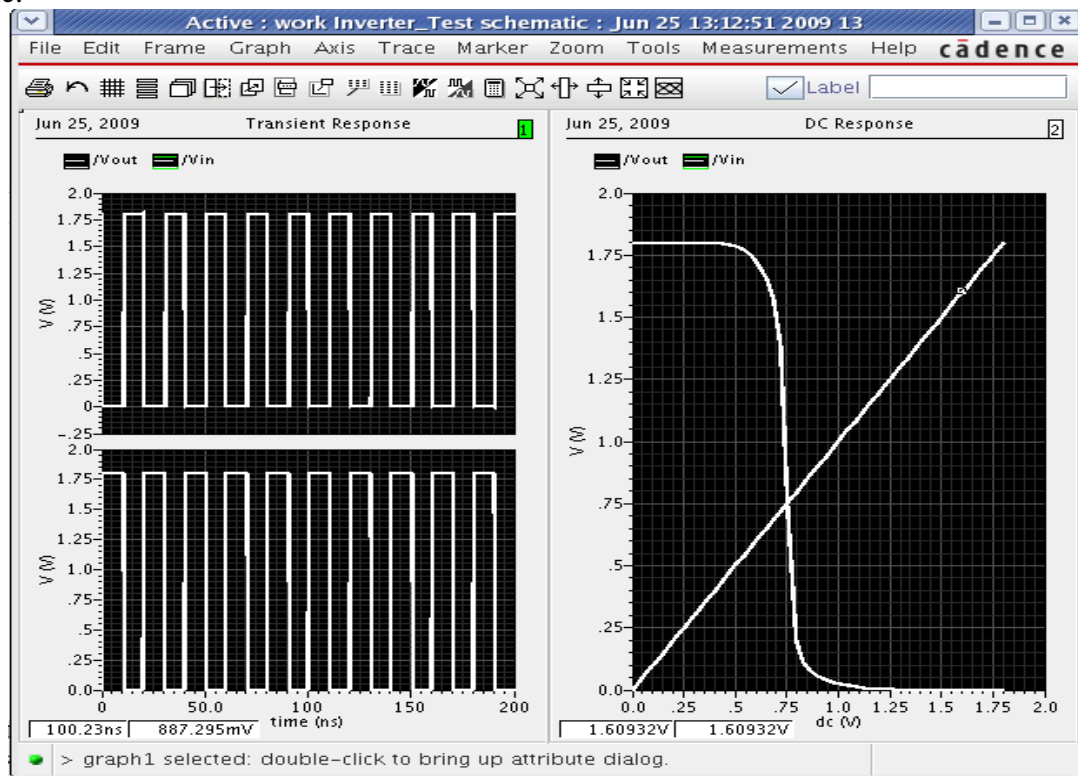 Active : work Inverter_Test schematic : Jun 25 13:12:51 2009 13
File Edit Frame Graph Axis Trace Marker Zoom Tools Measurements Help cādence
Label
Jun 25, 2009 Transient Response 1
/Vout /Vin
2.0
1.75
1.5
1.25
1.0
.75
.5
.25
0
-.25
V (V)
2.0
1.75
1.5
1.25
1.0
.75
.5
.25
0.0
V (V)
0 50.0 100 150 200
time (ns)
100.23ns 887.295mV
Jun 25, 2009 DC Response 2
/Vout /Vin
2.0
1.75
1.5
1.25
1.0
.75
.5
.25
0.0
V (V)
0.0 .25 .5 .75 1.0 1.25 1.5 1.75 2.0
dc (V)
1.60932V 1.60932V
> graph1 selected: double-click to bring up attribute dialog.